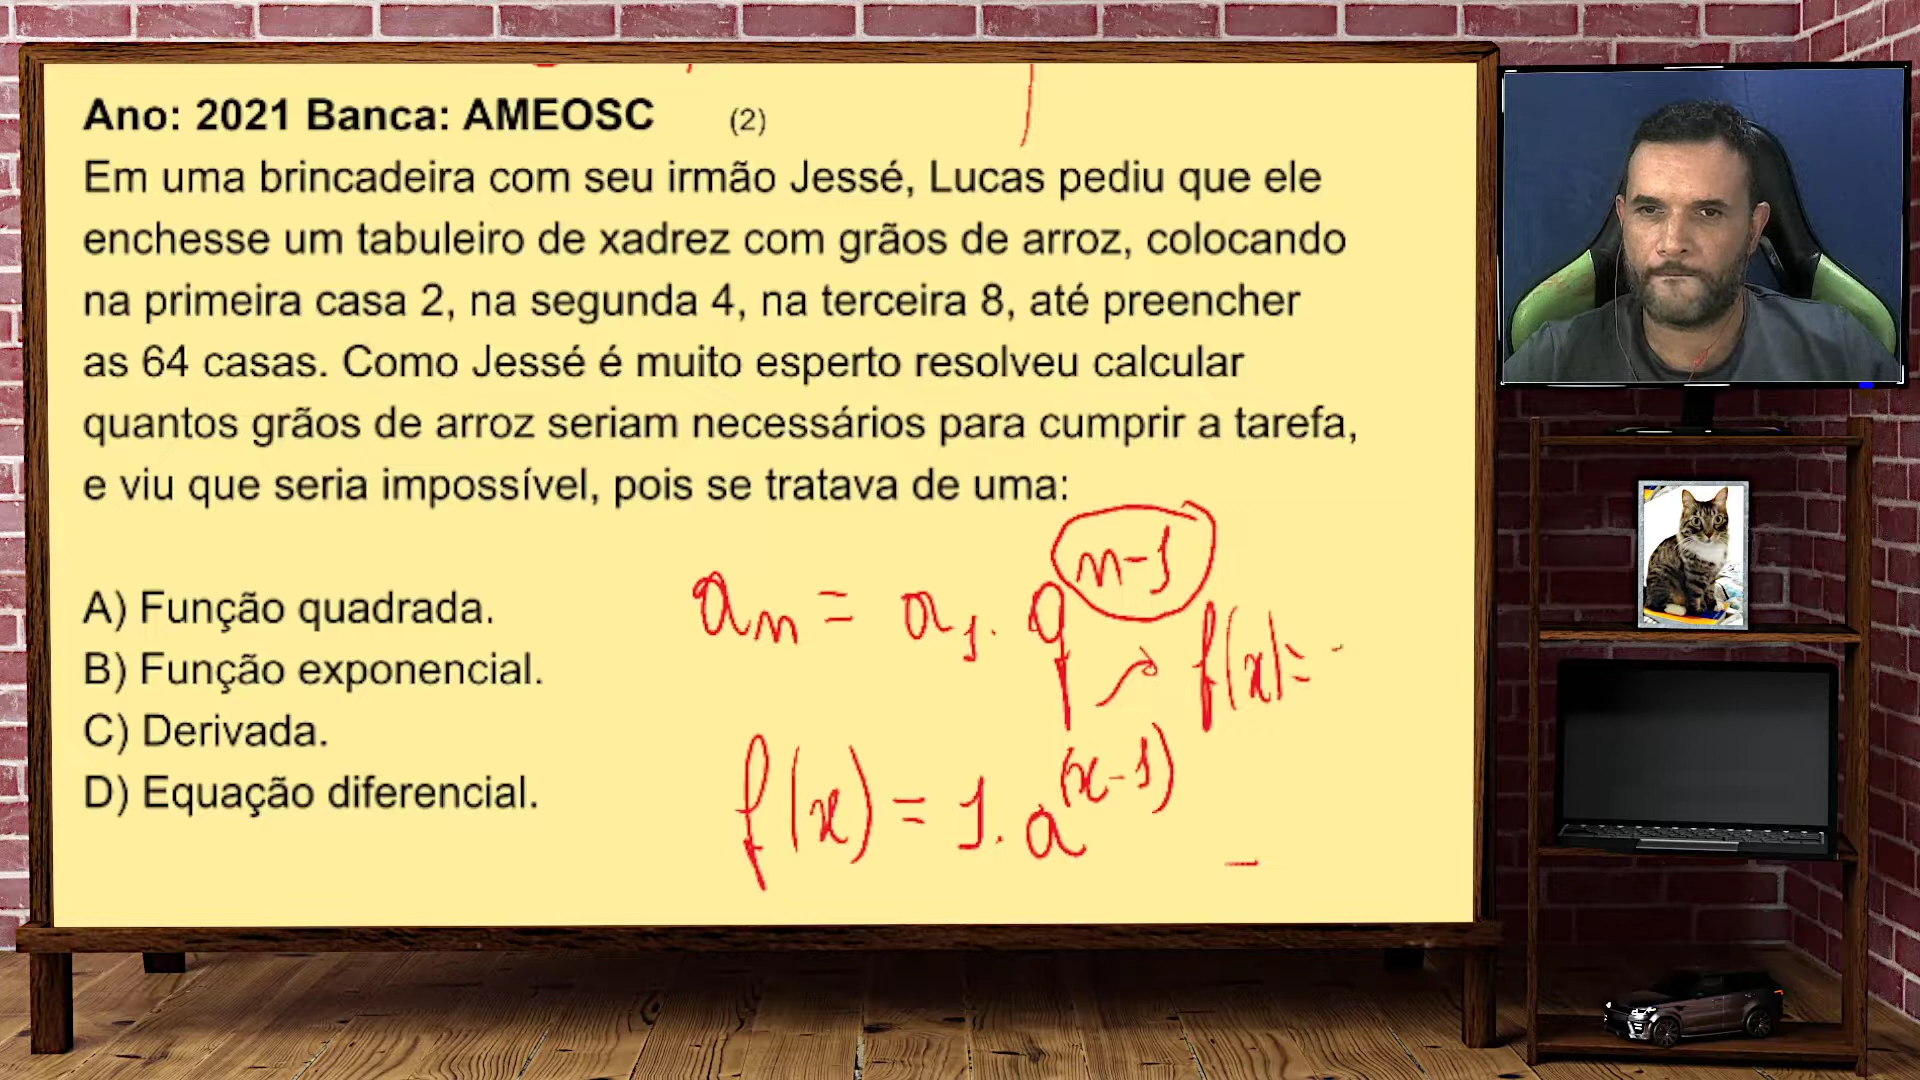 Ano: 2021 Banca: AMEOSC (2)
Em uma brincadeira com seu irmão Jessé, Lucas pediu que ele
enchesse um tabuleiro de xadrez com grãos de arroz, colocando
na primeira casa 2, na segunda 4, na terceira 8, até preencher
as 64 casas. Como Jessé é muito esperto resolveu calcular
quantos grãos de arroz seriam necessários para cumprir a tarefa,
e viu que seria impossível, pois se tratava de uma:
A) Função quadrada.
B) Função exponencial.
C) Derivada.
D) Equação diferencial.
an = a1 . q^n-1
f(x) =
f(x) = 1 . a^(x-1)